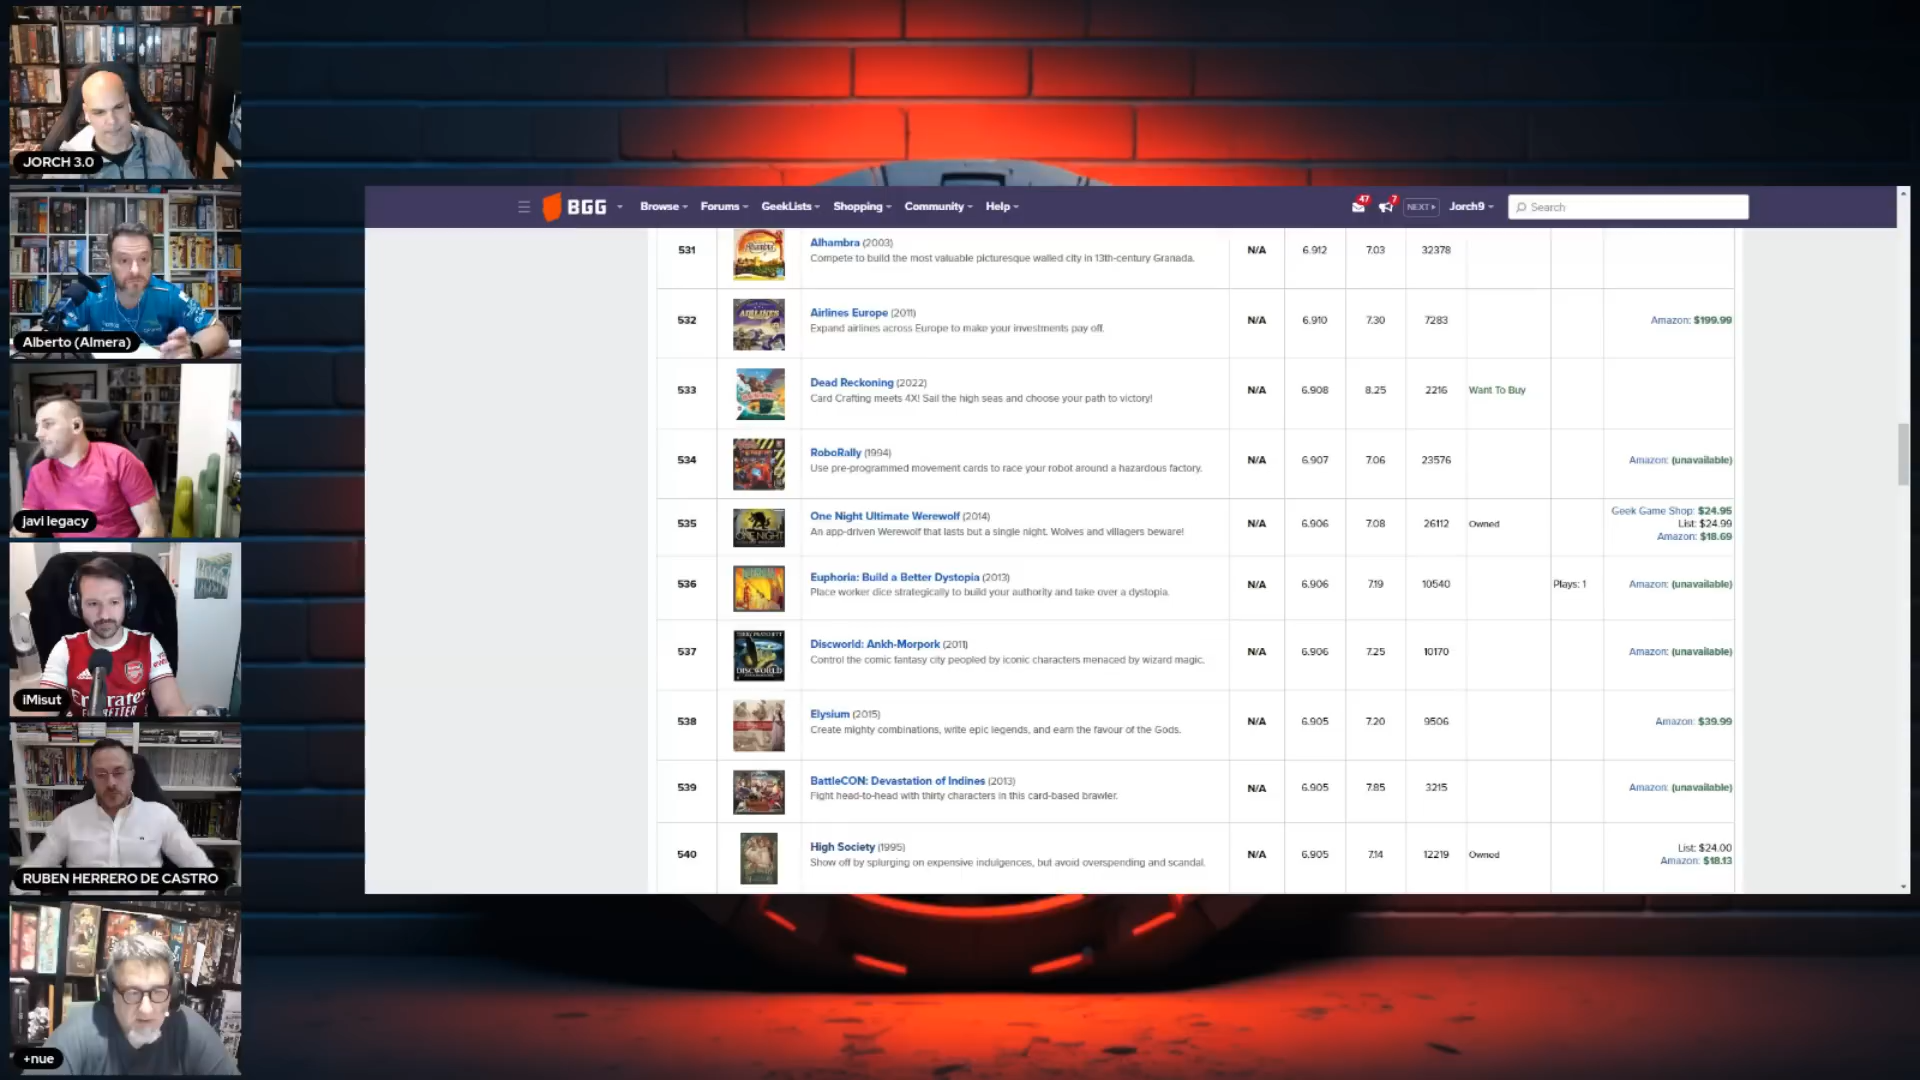 JORCH 3.0
Alberto (Almera)
javi legacy
iMisut
RUBEN HERRERO DE CASTRO
+nue
BGG Browse Forums GeekLists Shopping Community Help 47 7 NEXT Jorch9 Search
531 Alhambra (2003) N/A 6.912 7.03 32378
Compete to build the most valuable picturesque walled city in 13th-century Granada.
532 Airlines Europe (2011) N/A 6.910 7.30 7283 Amazon: $199.99
Expand airlines across Europe to make your investments pay off.
533 Dead Reckoning (2022) N/A 6.908 8.25 2216 Want To Buy
Card Crafting meets 4X! Sail the high seas and choose your path to victory!
534 RoboRally (1994) N/A 6.907 7.06 23576 Amazon: (unavailable)
Use pre-programmed movement cards to race your robot around a hazardous factory.
535 One Night Ultimate Werewolf (2014) N/A 6.906 7.08 26112 Owned Geek Game Shop: $24.95
An app-driven Werewolf that lasts but a single night. Wolves and villagers beware! List: $24.99
Amazon: $18.69
536 Euphoria: Build a Better Dystopia (2013) N/A 6.906 7.19 10540 Plays: 1 Amazon: (unavailable)
Place worker dice strategically to build your authority and take over a dystopia.
537 Discworld: Ankh-Morpork (2011) N/A 6.906 7.25 10170 Amazon: (unavailable)
Control the comic fantasy city peopled by iconic characters menaced by wizard magic.
538 Elysium (2015) N/A 6.905 7.20 9506 Amazon: $39.99
Create mighty combinations, write epic legends, and earn the favour of the Gods.
539 BattleCON: Devastation of Indines (2013) N/A 6.905 7.85 3215 Amazon: (unavailable)
Fight head-to-head with thirty characters in this card-based brawler.
540 High Society (1995) N/A 6.905 7.14 12219 Owned List: $24.00
Show off by splurging on expensive indulgences, but avoid overspending and scandal. Amazon: $18.13